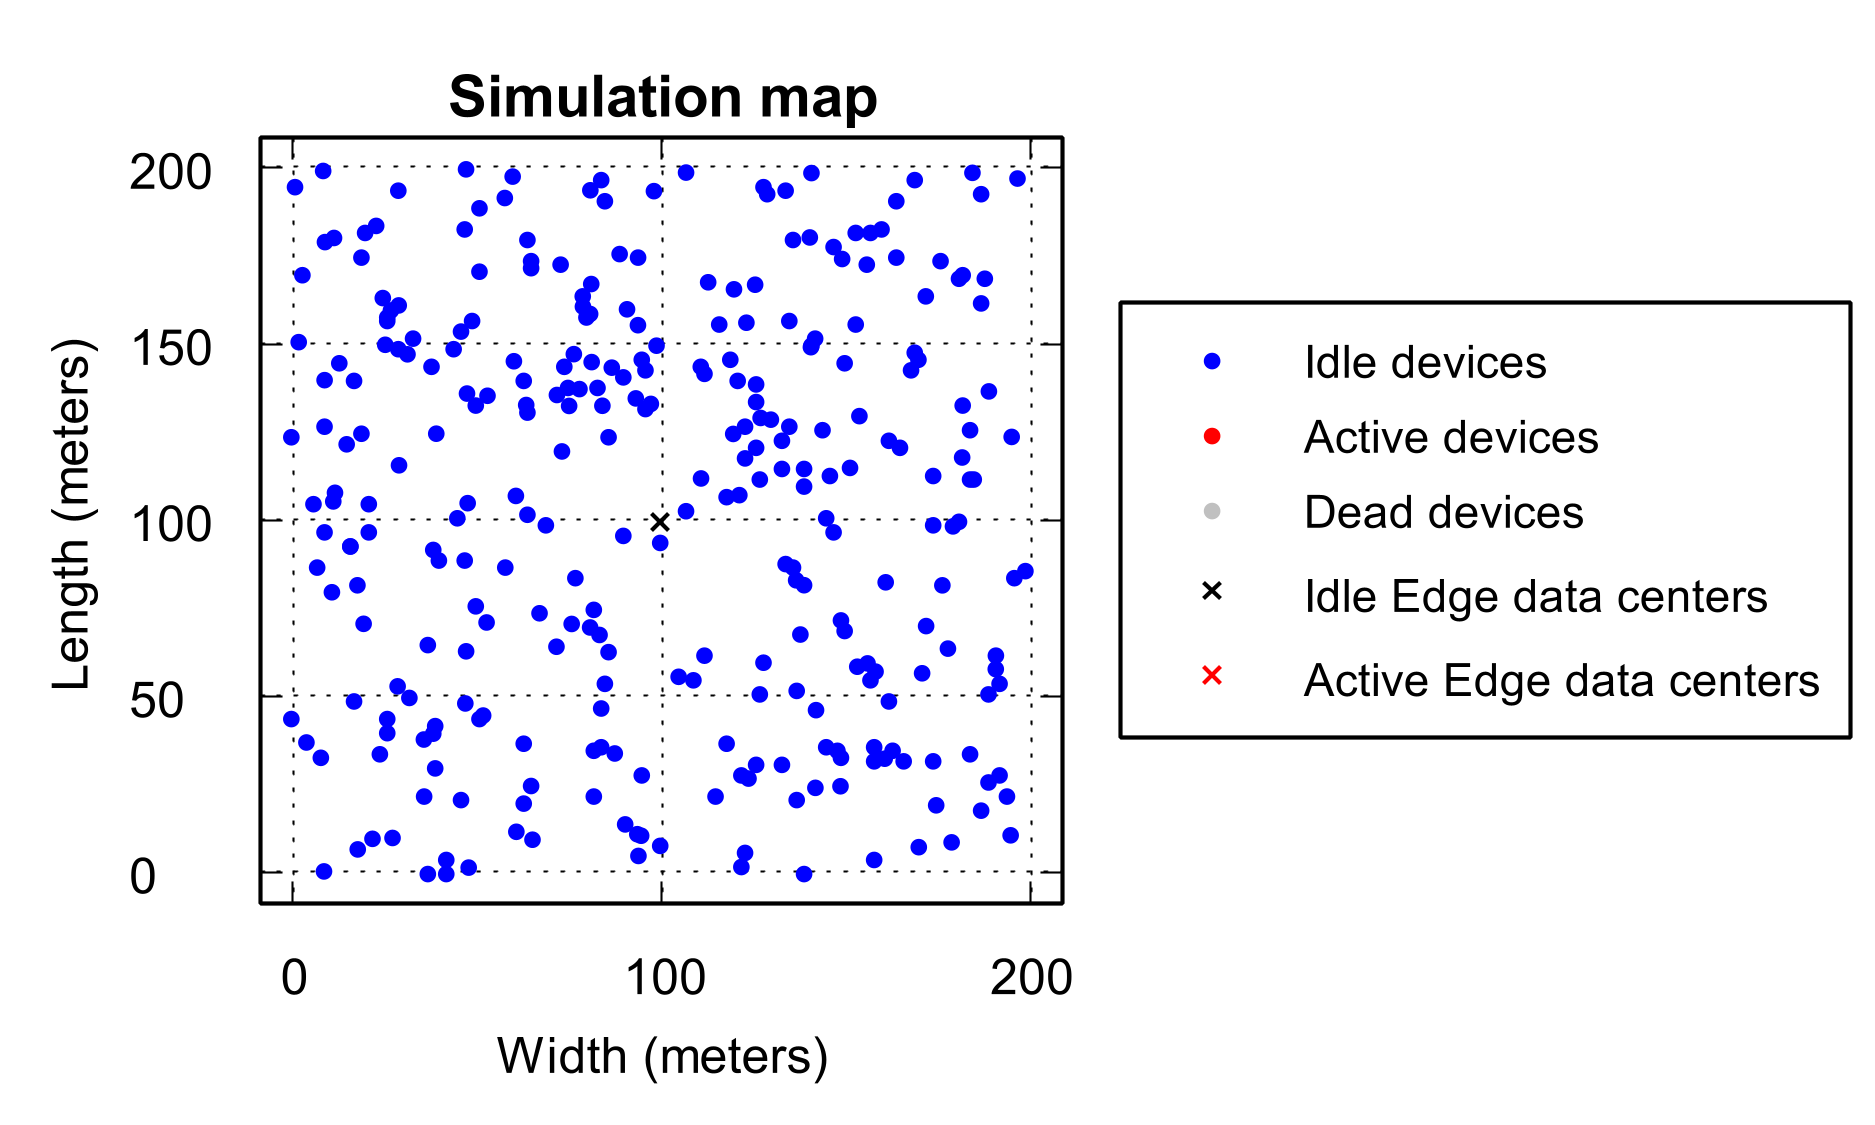 Simulation map
200
150
100
50
0
0 100 200
Length (meters)
Width (meters)
Idle devices
Active devices
Dead devices
Idle Edge data centers
Active Edge data centers